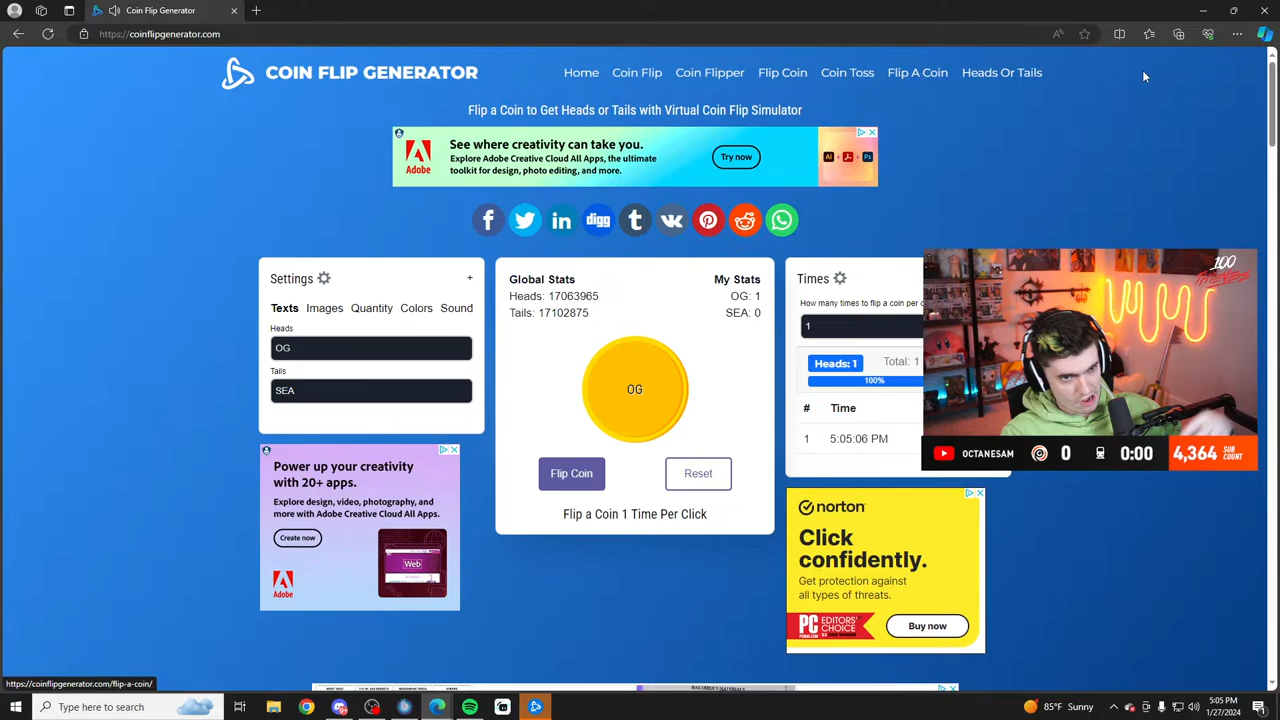 Coin Flip Generator
https://coinflipgenerator.com
COIN FLIP GENERATOR
Home
Coin Flip
Coin Flipper
Flip Coin
Coin Toss
Flip A Coin
Heads Or Tails
Flip a Coin to Get Heads or Tails with Virtual Coin Flip Simulator
See where creativity can take you.
Explore Adobe Creative Cloud All Apps, the ultimate
toolkit for design, photo editing, and more.
Adobe
Try now
digg
Settings
+
Texts Images Quantity Colors Sound
Heads
OG
Tails
SEA
Global Stats
My Stats
Heads: 17063965
OG: 1
Tails: 17102875
SEA: 0
OG
Flip Coin
Reset
Flip a Coin 1 Time Per Click
Times
How many times to flip a coin per c
1
Heads: 1
Total: 1
100%
# Time
1 5:05:06 PM
100
THIEVES
OCTANESAM
0
0:00
4,364 SUB COUNT
Power up your creativity
with 20+ apps.
Explore design, video, photography, and
more with Adobe Creative Cloud All Apps.
Create now
Web
Adobe
norton
Click
confidently.
Get protection against
all types of threats.
PC EDITORS' CHOICE
Buy now
https://coinflipgenerator.com/flip-a-coin/
HAZARDOUS MATERIALS
Type here to search
85°F Sunny
5:05 PM
1/27/2024